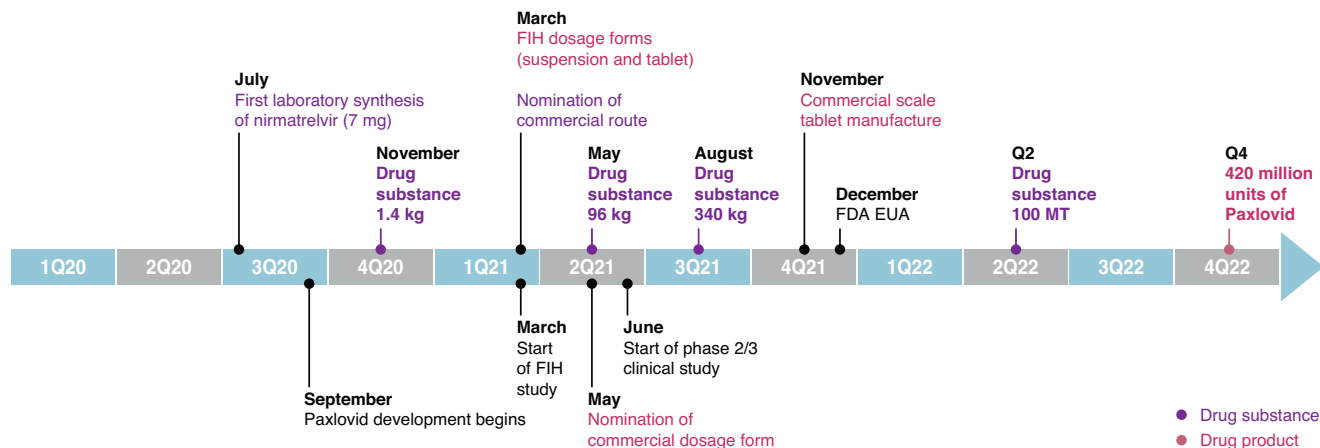 March
FIH dosage forms
(suspension and tablet)
July
First laboratory synthesis
of nirmatrelvir (7 mg)
Nomination of
commercial route
November
Commercial scale
tablet manufacture
November
Drug
substance
1.4 kg
May
Drug
substance
96 kg
August
Drug
substance
340 kg
December
FDA EUA
Q2
Drug
substance
100 MT
Q4
420 million
units of
Paxlovid
1Q20
2Q20
3Q20
4Q20
1Q21
2Q21
3Q21
4Q21
1Q22
2Q22
3Q22
4Q22
September
Paxlovid development begins
March
Start
of FIH
study
May
Nomination of
commercial dosage form
June
Start of phase 2/3
clinical study
Drug substance
Drug product